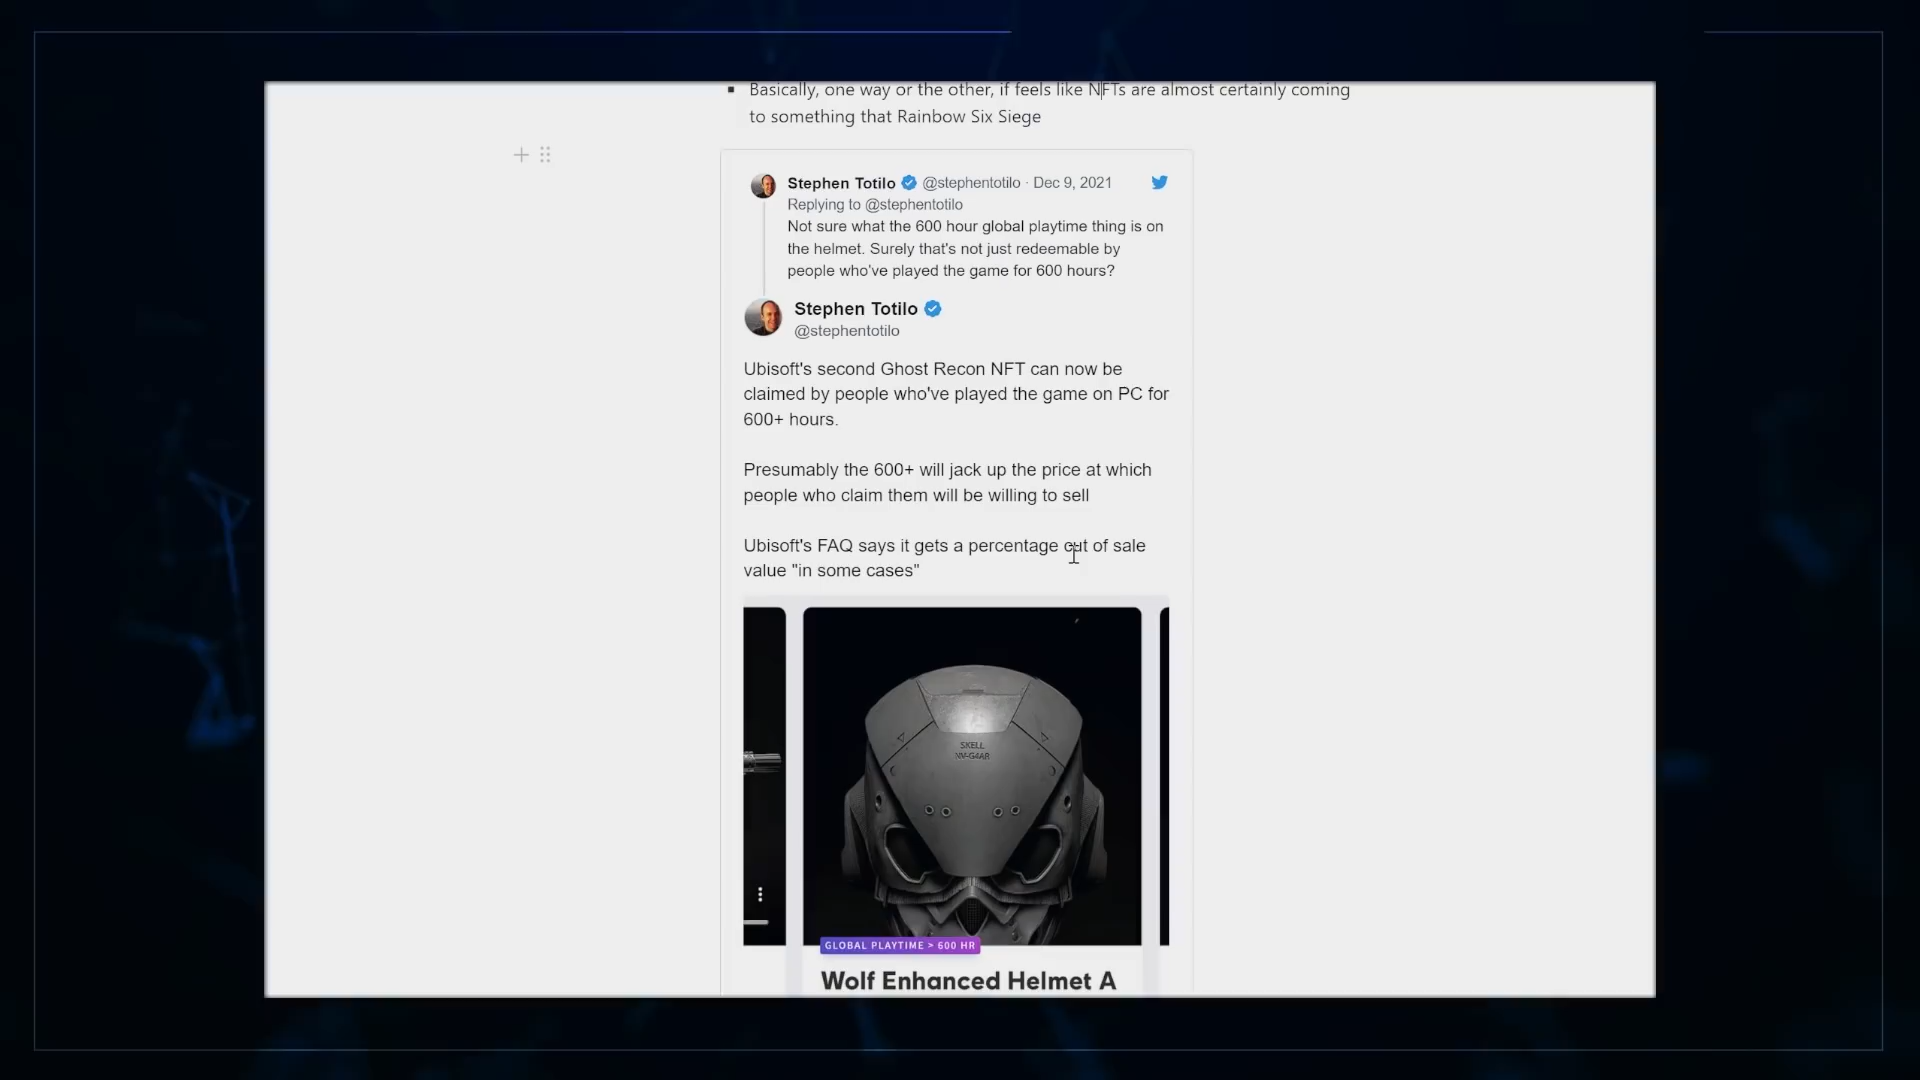 Basically, one way or the other, if feels like NFTs are almost certainly coming
to something that Rainbow Six Siege
Stephen Totilo @stephentotilo · Dec 9, 2021
Replying to @stephentotilo
Not sure what the 600 hour global playtime thing is on
the helmet. Surely that's not just redeemable by
people who've played the game for 600 hours?
Stephen Totilo
@stephentotilo
Ubisoft's second Ghost Recon NFT can now be
claimed by people who've played the game on PC for
600+ hours.
Presumably the 600+ will jack up the price at which
people who claim them will be willing to sell
Ubisoft's FAQ says it gets a percentage out of sale
value "in some cases"
SKELL
NV-G4AR
GLOBAL PLAYTIME > 600 HR
Wolf Enhanced Helmet A